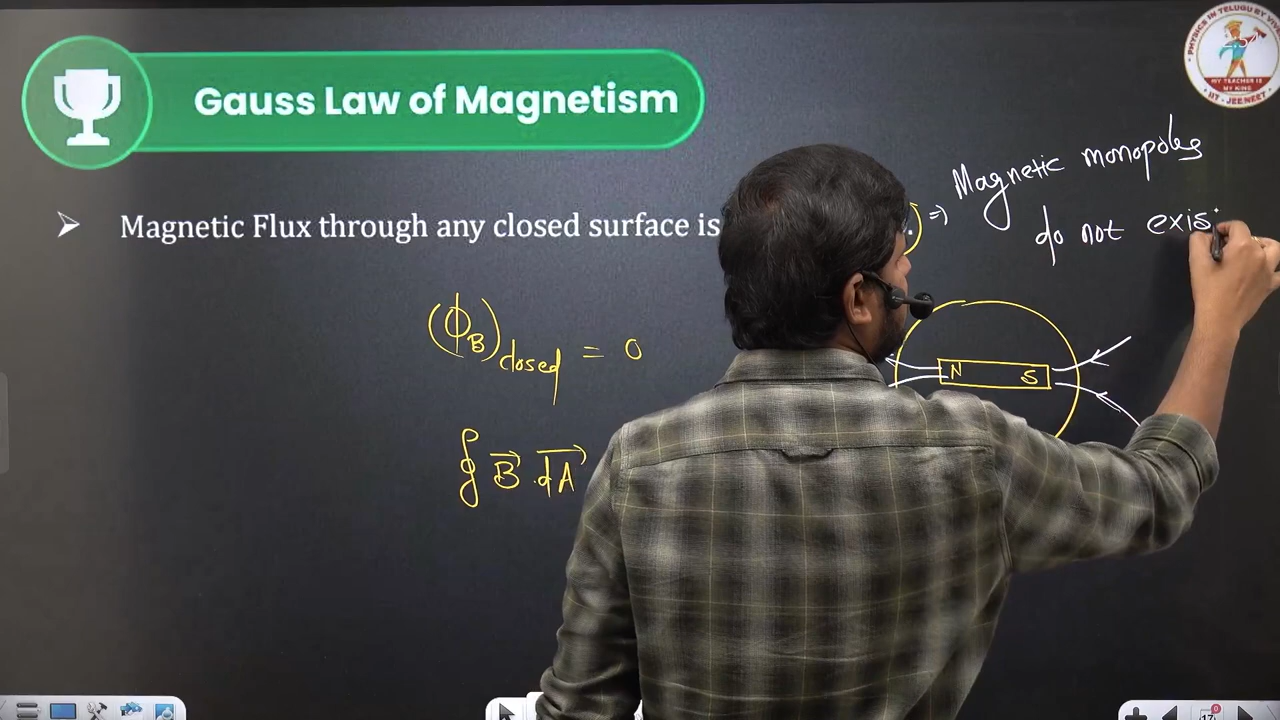 Gauss Law of Magnetism
➤ Magnetic Flux through any closed surface is
. ⇒ Magnetic monopoles
do not exis
(ϕ_B)closed = 0
∮ B⃗ . dA⃗
N S
PHYSICS IN TELUGU BY
MY TEACHER IS
MY KING
IIT - JEE/NEET